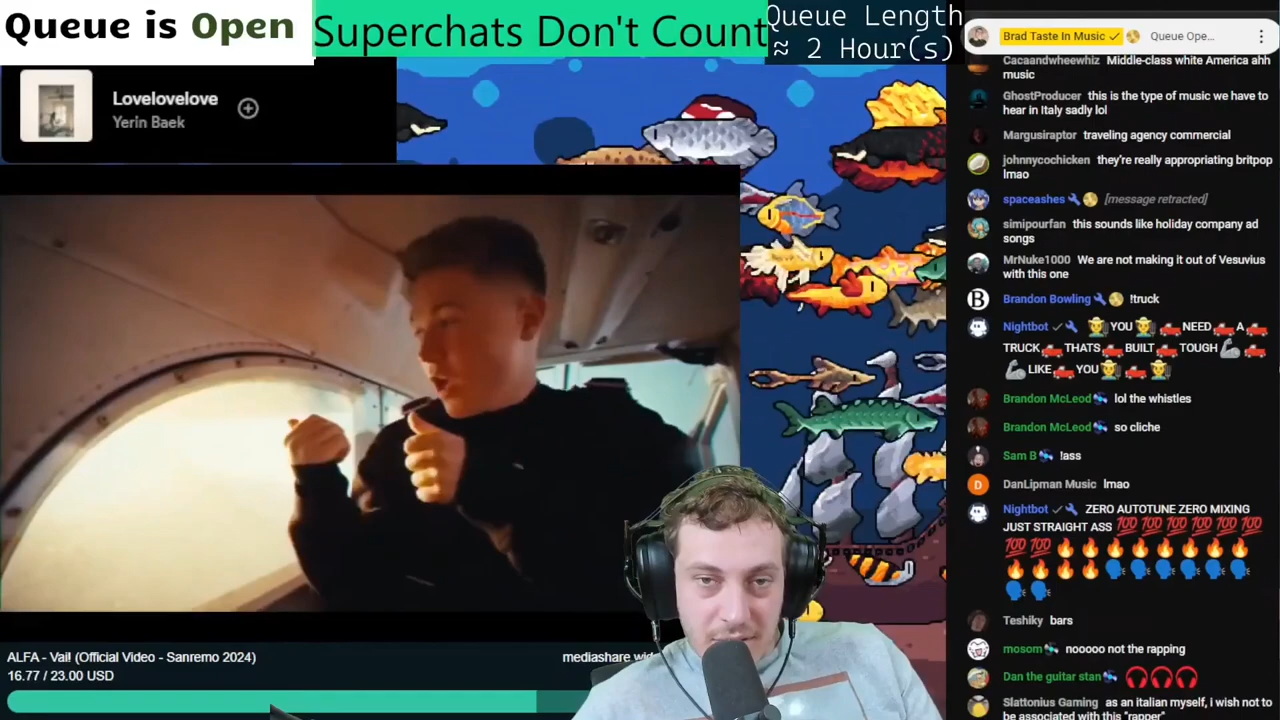 Queue is Open
Superchats Don't Count
Queue Length
≈ 2 Hour(s)
Lovelovelove
Yerin Baek
ALFA - Vai! (Official Video - Sanremo 2024)
mediashare
16.77 / 23.00 USD
Brad Taste In Music Queue Ope...
Cacaandwheewhiz Middle-class white America ahh
music
GhostProducer this is the type of music we have to
hear in Italy sadly lol
Margusiraptor traveling agency commercial
johnnycochicken they're really appropriating britpop
lmao
spaceashes [message retracted]
simipourfan this sounds like holiday company ad
songs
MrNuke1000 We are not making it out of Vesuvius
with this one
B Brandon Bowling !truck
Nightbot 👨‍🌾YOU👨‍🌾🛻NEED🛻A🛻
TRUCK🛻THATS🛻BUILT🛻TOUGH💪🛻
💪LIKE🛻YOU👨‍🌾🛻👨‍🌾
Brandon McLeod lol the whistles
Brandon McLeod so cliche
Sam B !ass
D DanLipman Music lmao
Nightbot ZERO AUTOTUNE ZERO MIXING
JUST STRAIGHT ASS 💯💯💯💯💯💯💯
💯💯🔥🔥🔥🔥🔥🔥🔥🔥
🔥🔥🔥🔥🗣️🗣️🗣️🗣️🗣️🗣️
🗣️🗣️
Teshiky bars
mosom nooooo not the rapping
Dan the guitar stan 🎧🎧🎧
Slattonius Gaming as an italian myself, i wish not to
be associated with this "rapper"